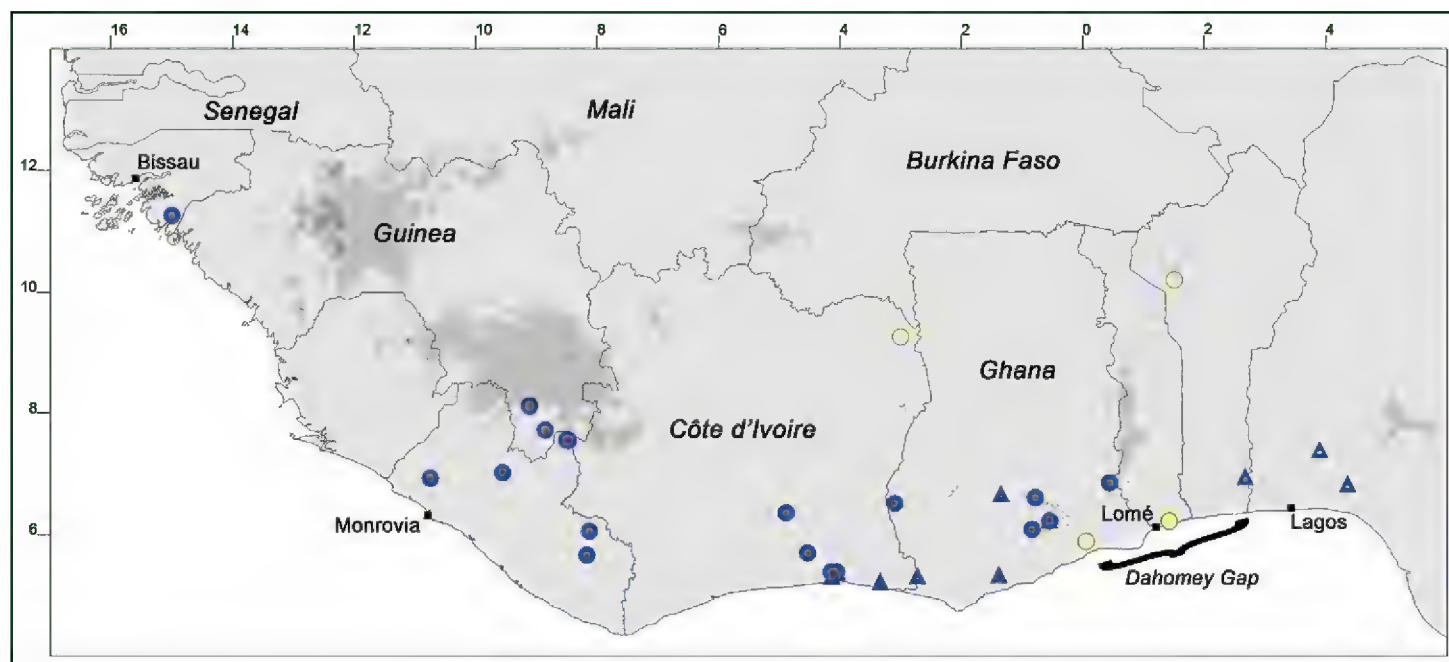 16 14 12 10 8 6 4 2 0 2 4
Senegal
Mali
Bissau
12
Burkina Faso
Guinea
10
Ghana
8
Côte d'Ivoire
Monrovia
6
Lomé
Lagos
Dahomey Gap